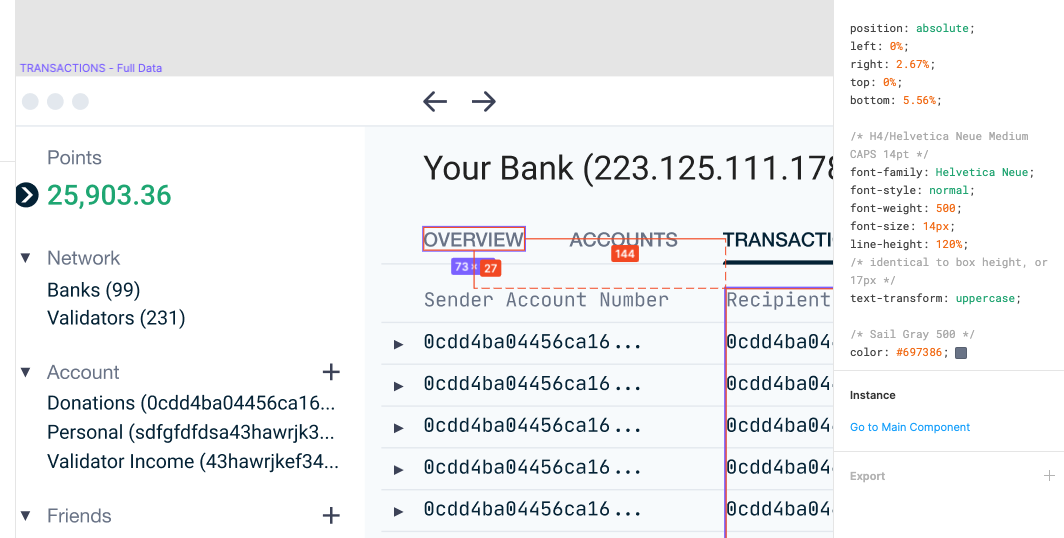 TRANSACTIONS - Full Data
Points
25,903.36
Network
Banks (99)
Validators (231)
Account
Donations (0cdd4ba04456ca16...
Personal (sdfgfdfdsa43hawrjk3...
Validator Income (43hawrjkef34...
Friends
Your Bank (223.125.111.178
OVERVIEW ACCOUNTS TRANSACTI
73 × 27 144
Sender Account Number Recipient
0cdd4ba04456ca16... 0cdd4ba04
0cdd4ba04456ca16... 0cdd4ba04
0cdd4ba04456ca16... 0cdd4ba04
0cdd4ba04456ca16... 0cdd4ba04
0cdd4ba04456ca16... 0cdd4ba04
position: absolute;
left: 0%;
right: 2.67%;
top: 0%;
bottom: 5.56%;
/* H4/Helvetica Neue Medium
CAPS 14pt */
font-family: Helvetica Neue;
font-style: normal;
font-weight: 500;
font-size: 14px;
line-height: 120%;
/* identical to box height, or
17px */
text-transform: uppercase;
/* Sail Gray 500 */
color: #697386;
Instance
Go to Main Component
Export